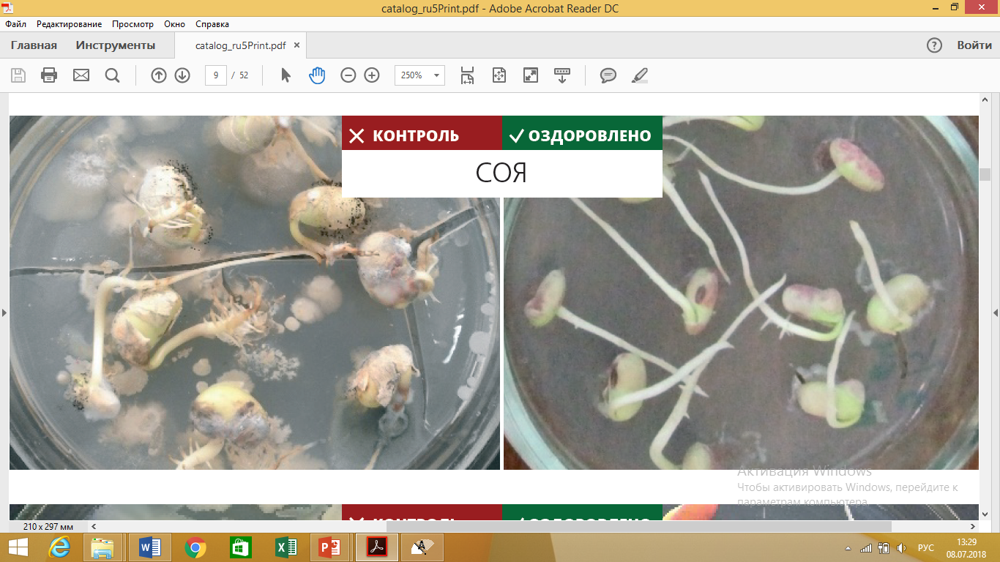 catalog_ru5Print.pdf - Adobe Acrobat Reader DC
Файл Редактирование Просмотр Окно Справка
Главная Инструменты catalog_ru5Print.pdf × ? Войти
9 / 52 250%
КОНТРОЛЬ ОЗДОРОВЛЕНО
СОЯ
Активация Windows
Чтобы активировать Windows, перейдите к
параметрам компьютера.
КОНТРОЛЬ ОЗДОРОВЛЕНО
210 x 297 мм
РУС
13:29
08.07.2018